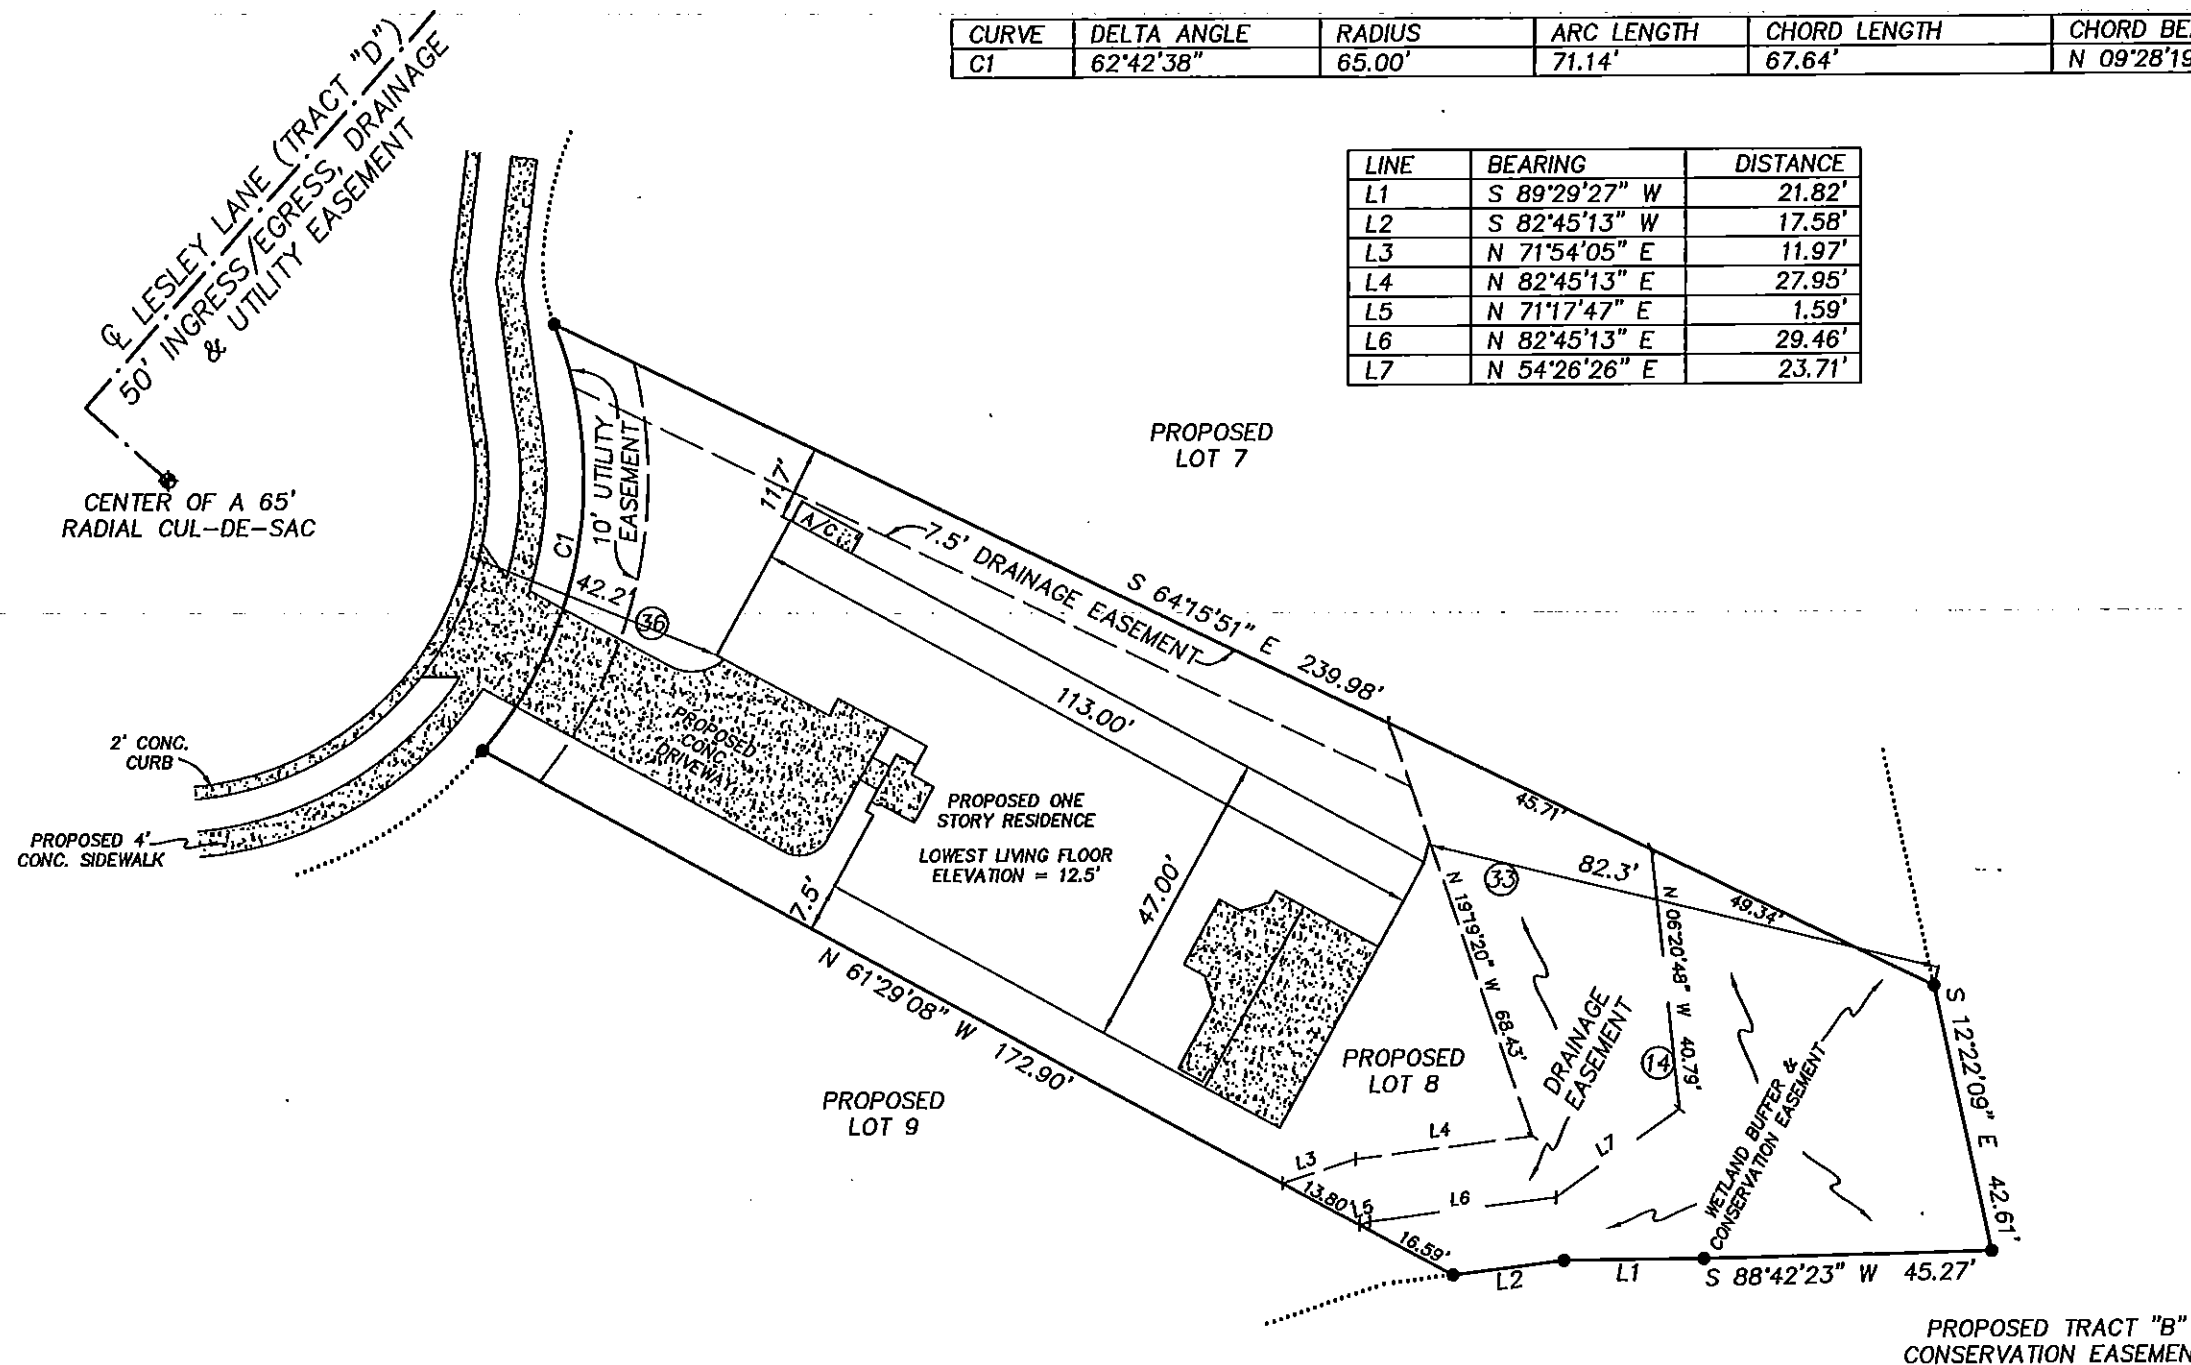 CURVE DELTA ANGLE RADIUS ARC LENGTH CHORD LENGTH
C1 62°42'38" 65.00' 71.14' 67.64' N 09°28'19
LINE BEARING DISTANCE
L1 S 89°29'27" W 21.82'
L2 S 82°45'13" W 17.58'
L3 N 71°54'05" E 11.97'
L4 N 82°45'13" E 27.95'
L5 N 71°17'47" E 1.59'
L6 N 82°45'13" E 29.46'
L7 N 54°26'26" E 23.71'
℄ LESLEY LANE (TRACT "D")
50' INGRESS/EGRESS, DRAINAGE
& UTILITY EASEMENT
CENTER OF A 65'
RADIAL CUL-DE-SAC
PROPOSED
LOT 7
10' UTILITY
EASEMENT
C1
42.2'
36
11.7'
A/C
7.5' DRAINAGE EASEMENT
S 64°15'51" E 239.98'
113.00'
2' CONC.
CURB
PROPOSED 4'
CONC. SIDEWALK
PROPOSED
CONC.
DRIVEWAY
PROPOSED ONE
STORY RESIDENCE
LOWEST LIVING FLOOR
ELEVATION = 12.5'
7.5'
47.00'
45.71'
82.3'
33
49.34'
N 19°19'20" W 68.43'
N 06°20'48" W 40.79'
14
DRAINAGE
EASEMENT
WETLAND BUFFER &
CONSERVATION EASEMENT
S 12°22'09" E 42.61'
N 61°29'08" W 172.90'
PROPOSED
LOT 8
PROPOSED
LOT 9
L3
L4
L7
13.80'
L5
L6
16.59'
L2
L1
S 88°42'23" W 45.27'
PROPOSED TRACT "B"
CONSERVATION EASEMEN